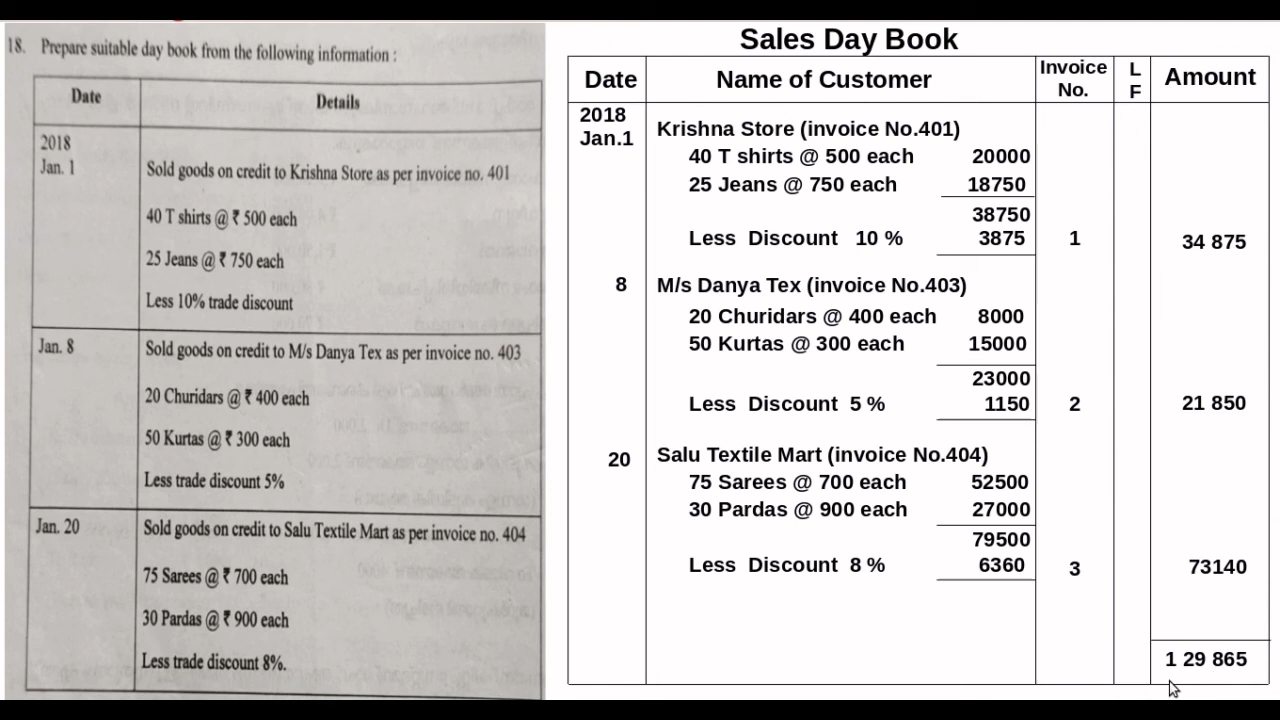 18. Prepare suitable day book from the following information :
Date Details
2018
Jan. 1 Sold goods on credit to Krishna Store as per invoice no. 401
40 T shirts @ ₹ 500 each
25 Jeans @ ₹ 750 each
Less 10% trade discount
Jan. 8 Sold goods on credit to M/s Danya Tex as per invoice no. 403
20 Churidars @ ₹ 400 each
50 Kurtas @ ₹ 300 each
Less trade discount 5%
Jan. 20 Sold goods on credit to Salu Textile Mart as per invoice no. 404
75 Sarees @ ₹ 700 each
30 Pardas @ ₹ 900 each
Less trade discount 8%.
Sales Day Book
Date Name of Customer Invoice No. L F Amount
2018
Jan.1 Krishna Store (invoice No.401)
40 T shirts @ 500 each 20000
25 Jeans @ 750 each 18750
38750
Less Discount 10 % 3875 1 34 875
8 M/s Danya Tex (invoice No.403)
20 Churidars @ 400 each 8000
50 Kurtas @ 300 each 15000
23000
Less Discount 5 % 1150 2 21 850
20 Salu Textile Mart (invoice No.404)
75 Sarees @ 700 each 52500
30 Pardas @ 900 each 27000
79500
Less Discount 8 % 6360 3 73140
1 29 865